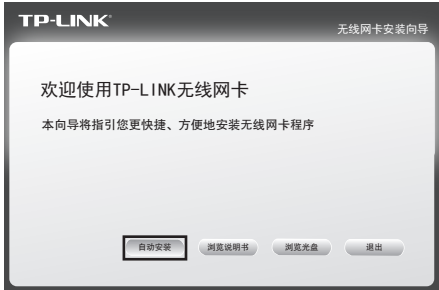 TP-LINK®
无线网卡安装向导
欢迎使用TP-LINK无线网卡
本向导将指引您更快捷、方便地安装无线网卡程序
自动安装 浏览说明书 浏览光盘 退出